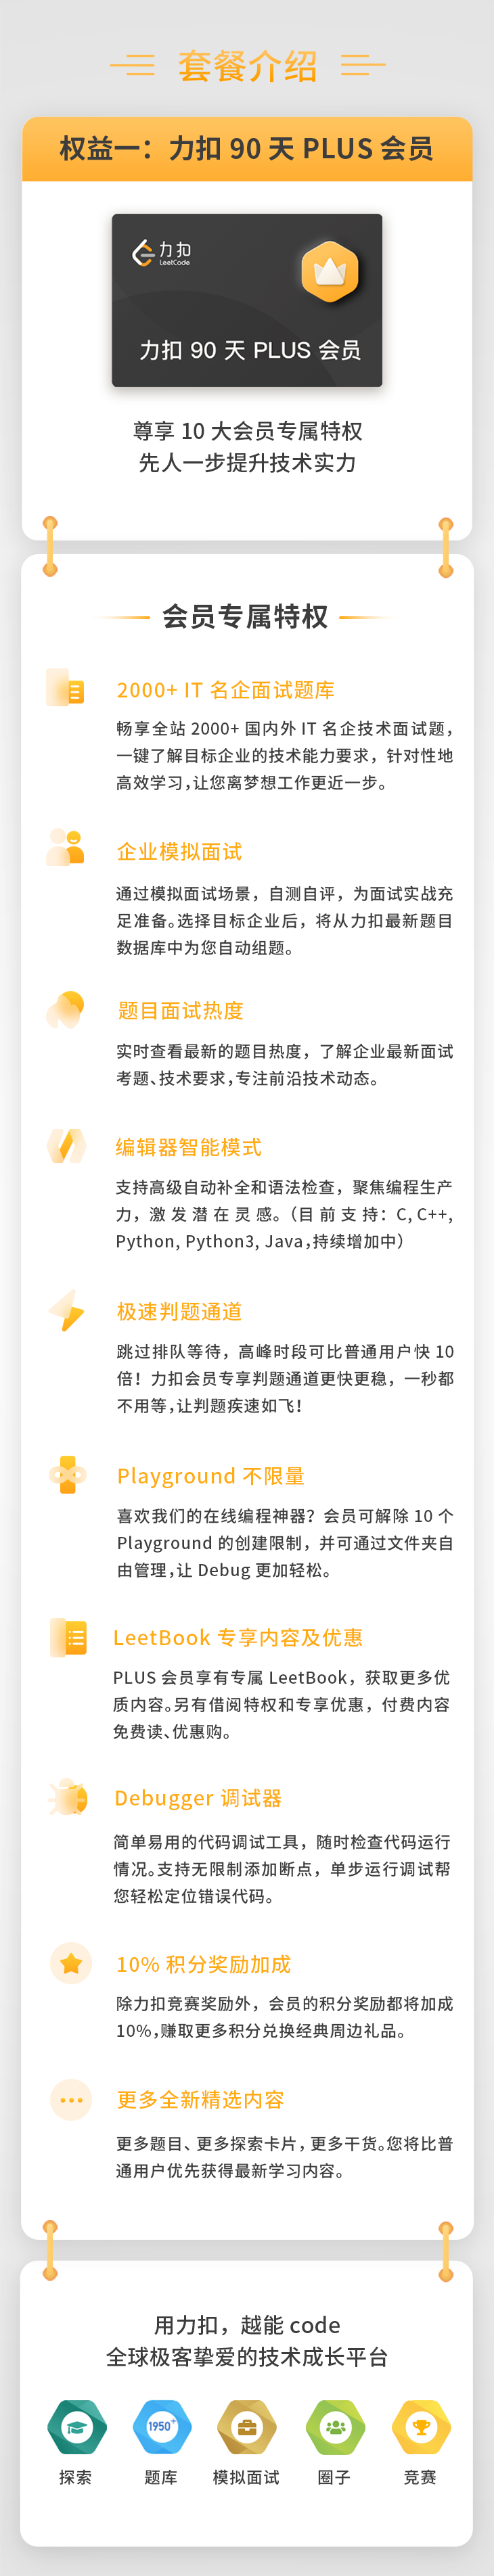 套餐介绍
权益一：力扣 90 天 PLUS 会员
力扣
LeetCode
力扣 90 天 PLUS 会员
尊享 10 大会员专属特权
先人一步提升技术实力
会员专属特权
2000+ IT 名企面试题库
畅享全站 2000+ 国内外 IT 名企技术面试题，
一键了解目标企业的技术能力要求，针对性地
高效学习，让您离梦想工作更近一步。
企业模拟面试
通过模拟面试场景，自测自评，为面试实战充
足准备。选择目标企业后，将从力扣最新题目
数据库中为您自动组题。
题目面试热度
实时查看最新的题目热度，了解企业最新面试
考题、技术要求，专注前沿技术动态。
编辑器智能模式
支持高级自动补全和语法检查，聚焦编程生产
力，激发潜在灵感。（目前支持：C, C++,
Python, Python3, Java，持续增加中）
极速判题通道
跳过排队等待，高峰时段可比普通用户快 10
倍！力扣会员专享判题通道更快更稳，一秒都
不用等，让判题疾速如飞！
Playground 不限量
喜欢我们的在线编程神器？会员可解除 10 个
Playground 的创建限制，并可通过文件夹自
由管理，让 Debug 更加轻松。
LeetBook 专享内容及优惠
PLUS 会员享有专属 LeetBook，获取更多优
质内容。另有借阅特权和专享优惠，付费内容
免费读、优惠购。
Debugger 调试器
简单易用的代码调试工具，随时检查代码运行
情况。支持无限制添加断点，单步运行调试帮
您轻松定位错误代码。
10% 积分奖励加成
除力扣竞赛奖励外，会员的积分奖励都将加成
10%，赚取更多积分兑换经典周边礼品。
更多全新精选内容
更多题目、更多探索卡片，更多干货。您将比普
通用户优先获得最新学习内容。
用力扣，越能 code
全球极客挚爱的技术成长平台
1950+
探索 题库 模拟面试 圈子 竞赛